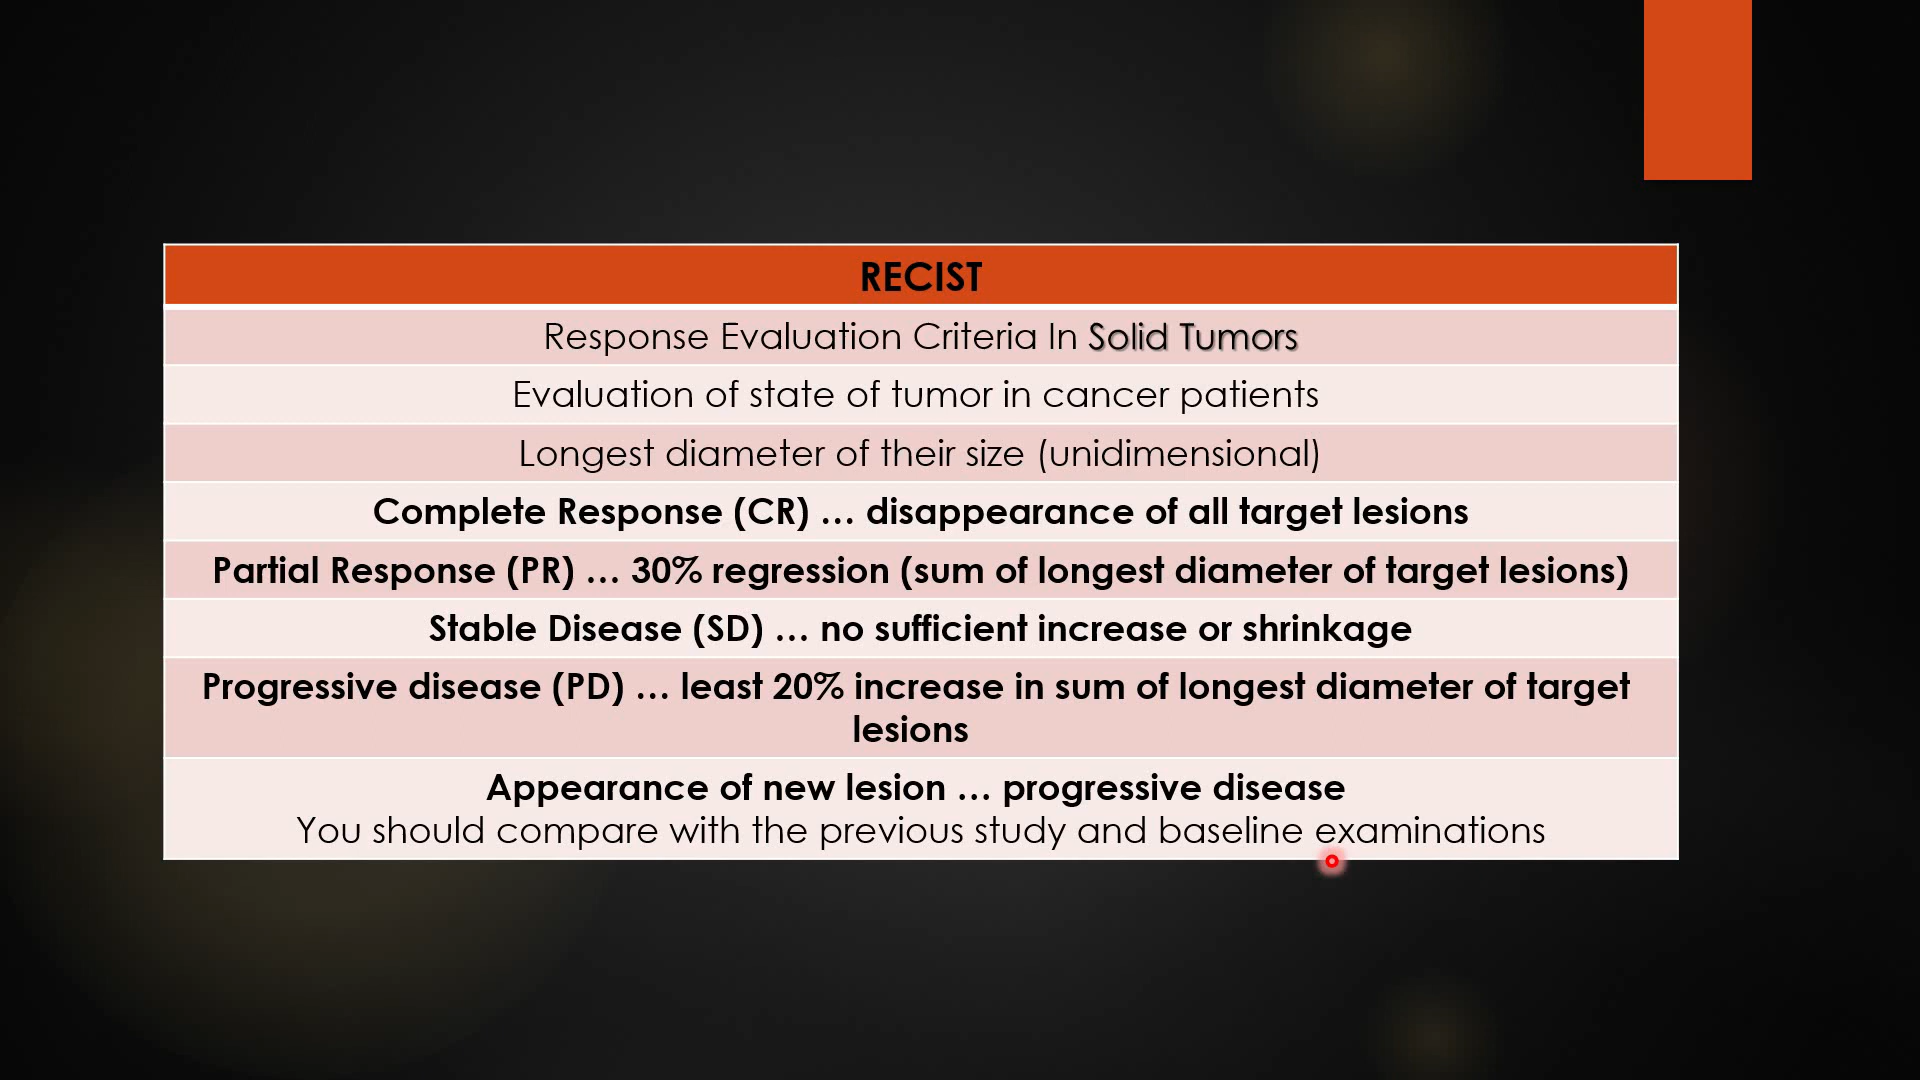 RECIST
Response Evaluation Criteria In Solid Tumors
Evaluation of state of tumor in cancer patients
Longest diameter of their size (unidimensional)
Complete Response (CR) … disappearance of all target lesions
Partial Response (PR) … 30% regression (sum of longest diameter of target lesions)
Stable Disease (SD) … no sufficient increase or shrinkage
Progressive disease (PD) … least 20% increase in sum of longest diameter of target
lesions
Appearance of new lesion … progressive disease
You should compare with the previous study and baseline examinations